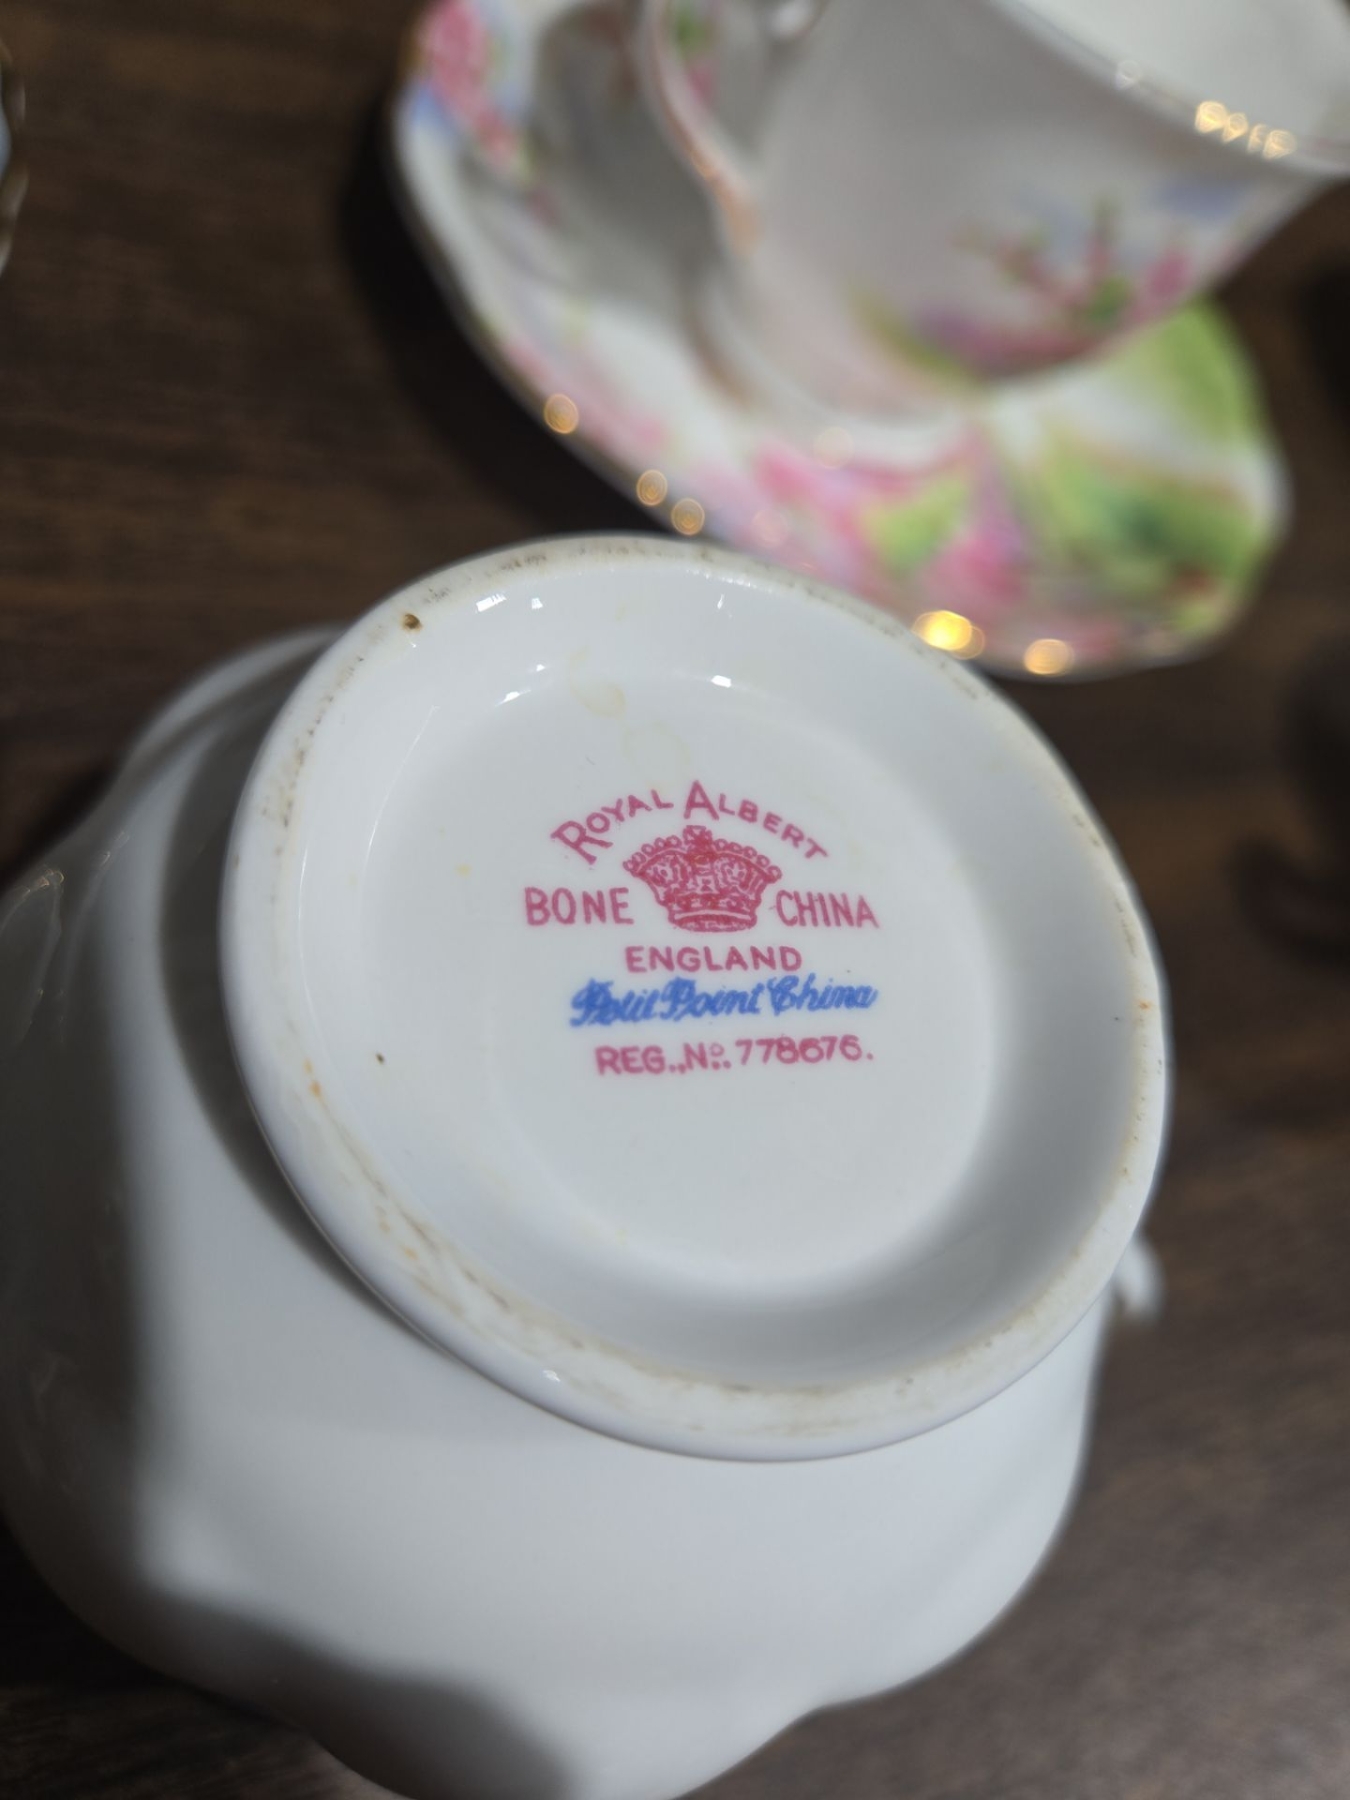 ROYAL ALBERT
BONE CHINA
ENGLAND
Petit Point China
REG., No. 778676.